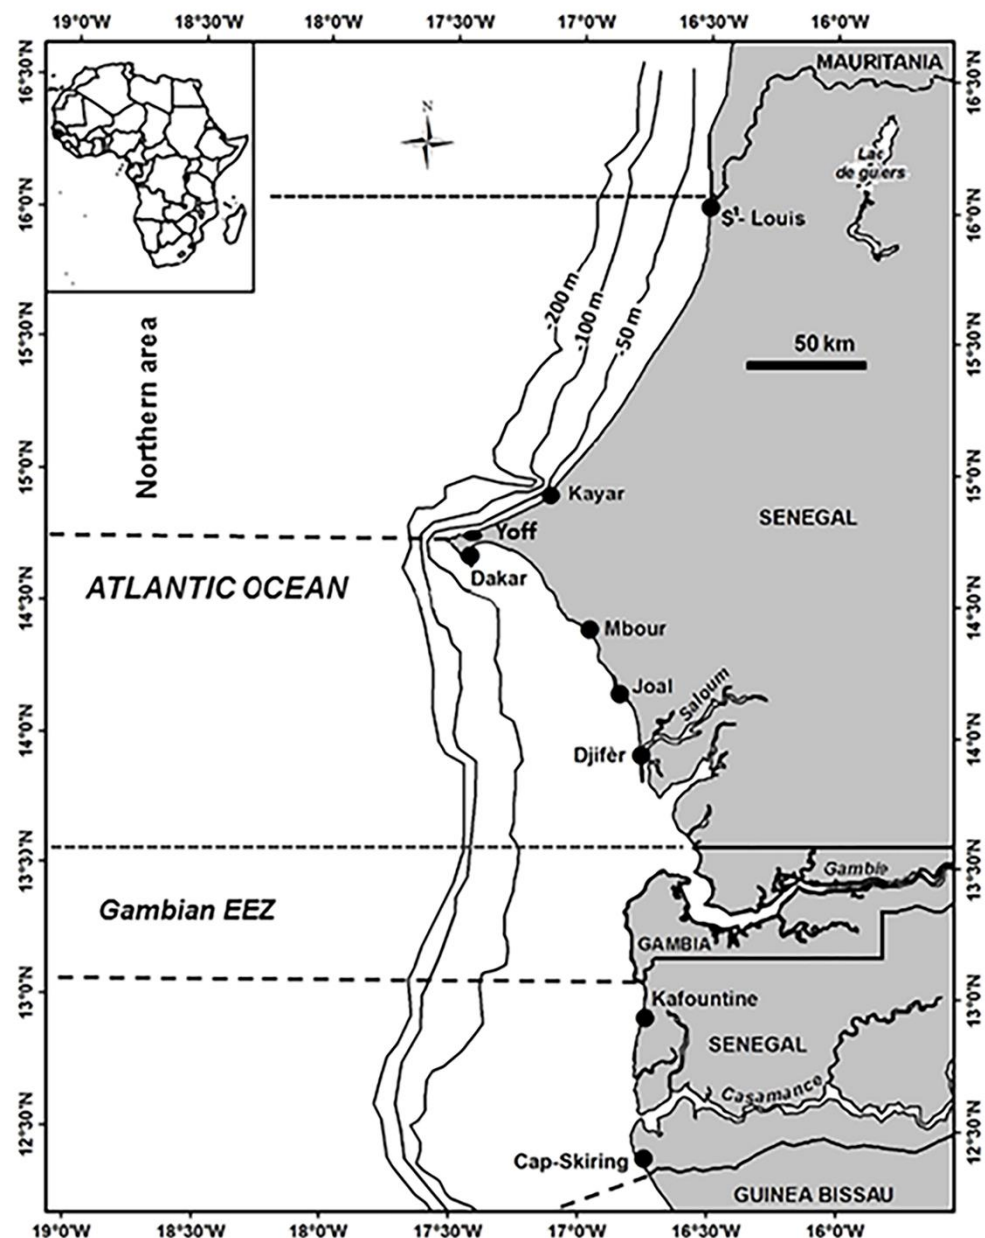 19°0'W 18°30'W 18°0'W 17°30'W 17°0'W 16°30'W 16°0'W
16°30'N
16°0'N
15°30'N
15°0'N
14°30'N
14°0'N
13°30'N
13°0'N
12°30'N
N
MAURITANIA
Lac
de guiers
St- Louis
-200 m
-100 m
-50 m
50 km
Northern area
Kayar
SENEGAL
Yoff
Dakar
ATLANTIC OCEAN
Mbour
Joal
Saloum
Djifèr
Gambie
Gambian EEZ
GAMBIA
Kafountine
SENEGAL
Casamance
Cap-Skiring
GUINEA BISSAU
16°30'N
16°0'N
15°30'N
15°0'N
14°30'N
14°0'N
13°30'N
13°0'N
12°30'N
19°0'W 18°30'W 18°0'W 17°30'W 17°0'W 16°30'W 16°0'W